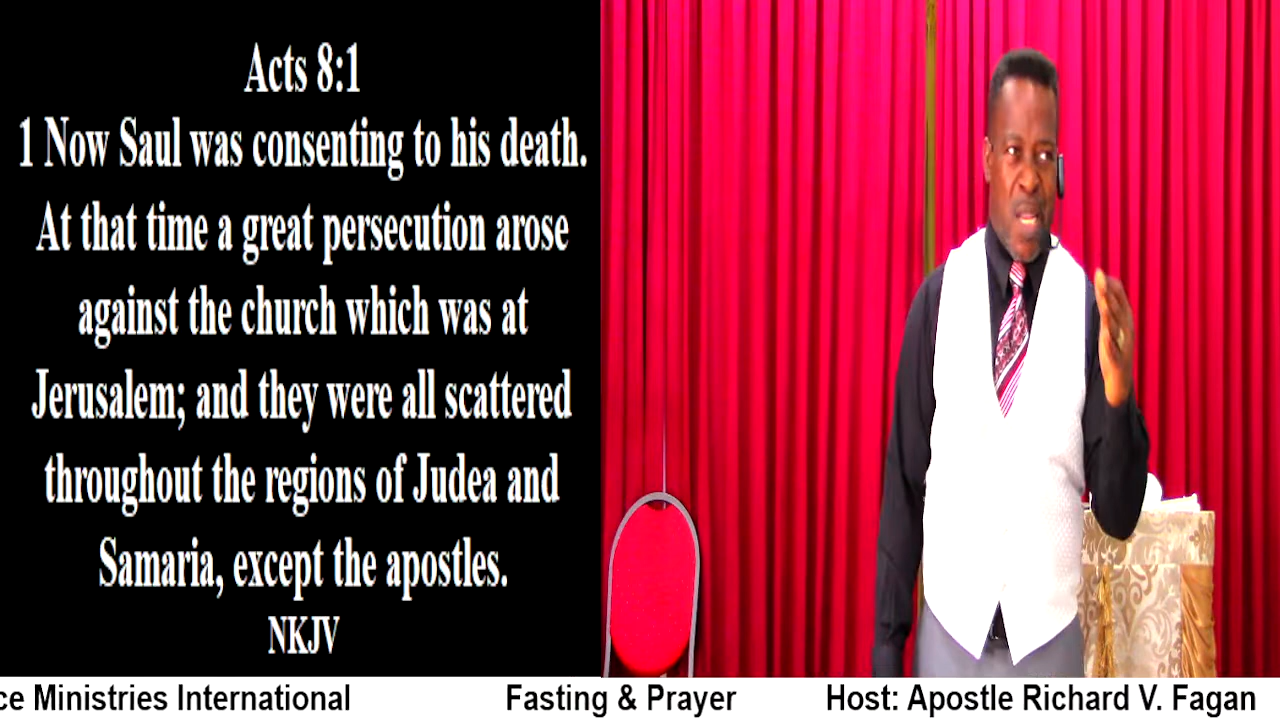 Acts 8:1
1 Now Saul was consenting to his death.
At that time a great persecution arose
against the church which was at
Jerusalem; and they were all scattered
throughout the regions of Judea and
Samaria, except the apostles.
NKJV
ce Ministries International Fasting & Prayer Host: Apostle Richard V. Fagan